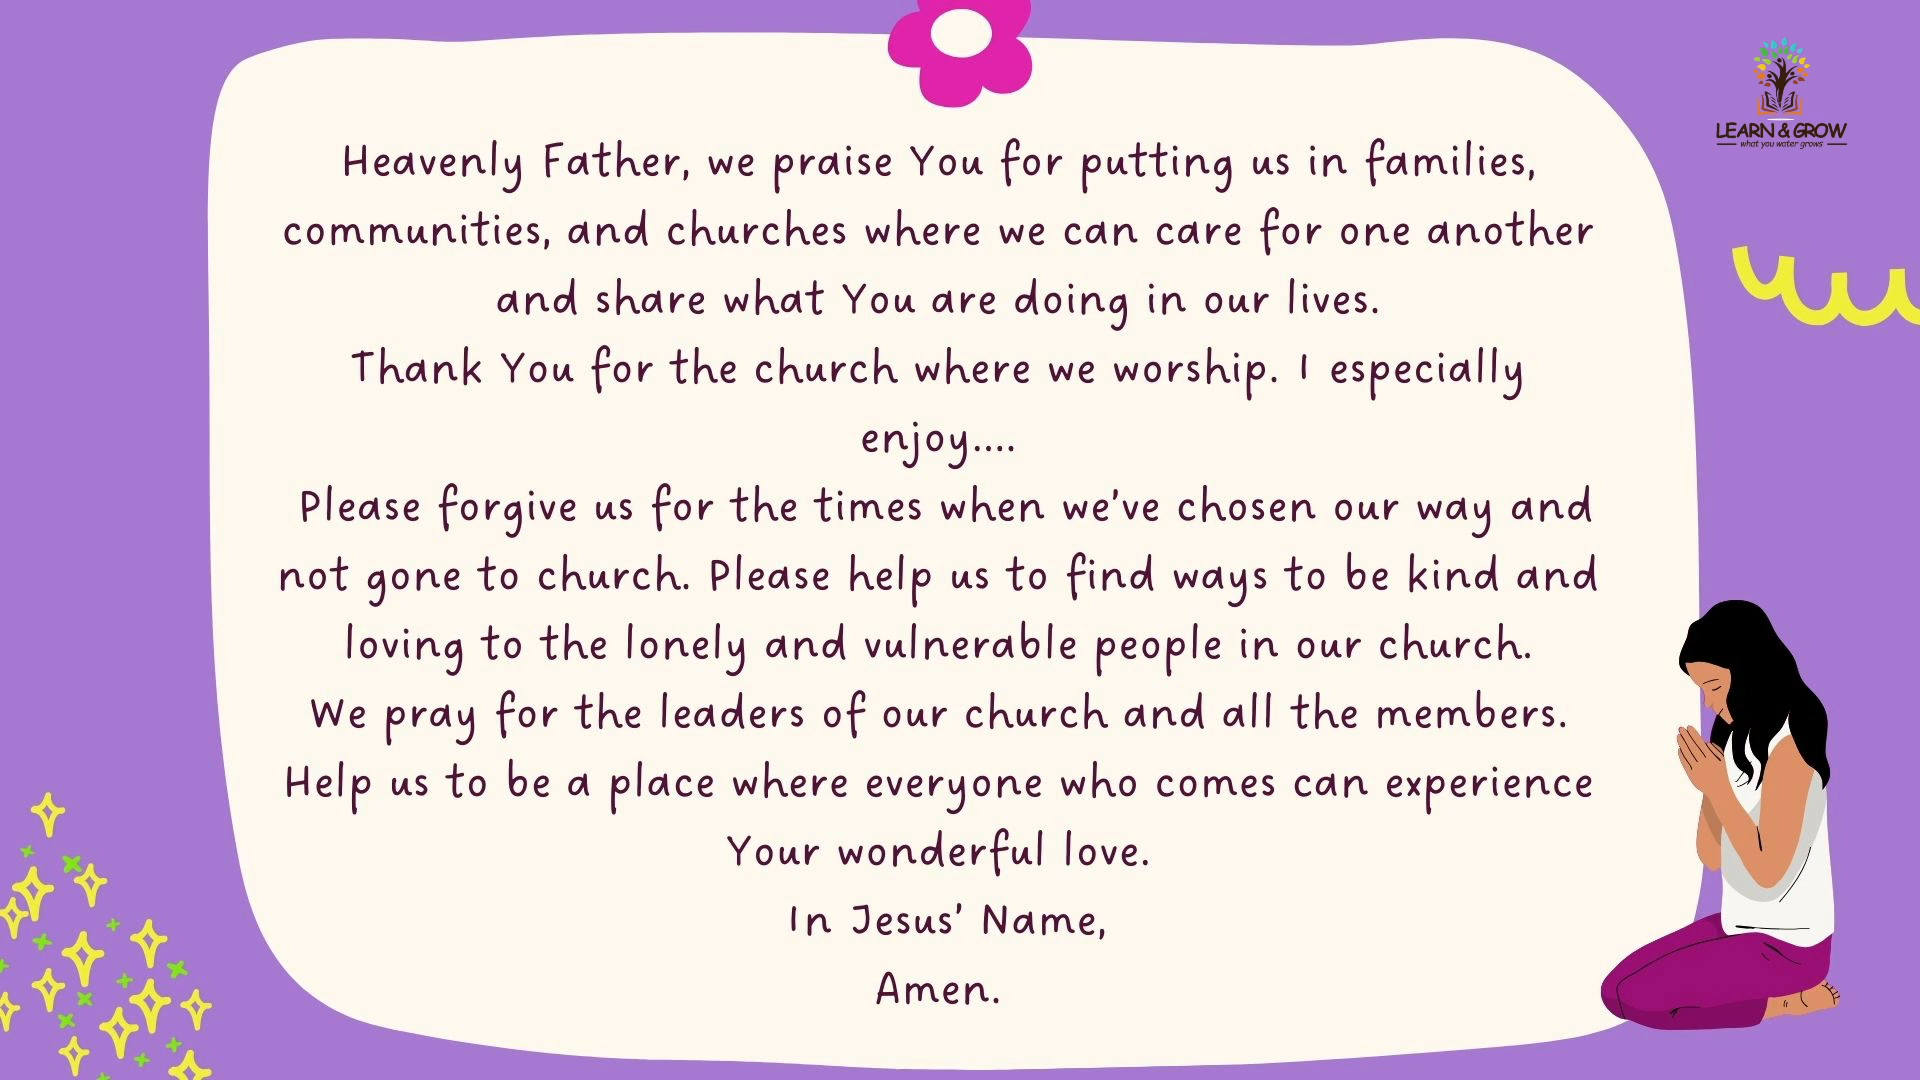 Heavenly Father, we praise You for putting us in families,
communities, and churches where we can care for one another
and share what You are doing in our lives.
Thank You for the church where we worship. I especially
enjoy....
Please forgive us for the times when we've chosen our way and
not gone to church. Please help us to find ways to be kind and
loving to the lonely and vulnerable people in our church.
We pray for the leaders of our church and all the members.
Help us to be a place where everyone who comes can experience
Your wonderful love.
In Jesus' Name,
Amen.
LEARN & GROW
what you water grows